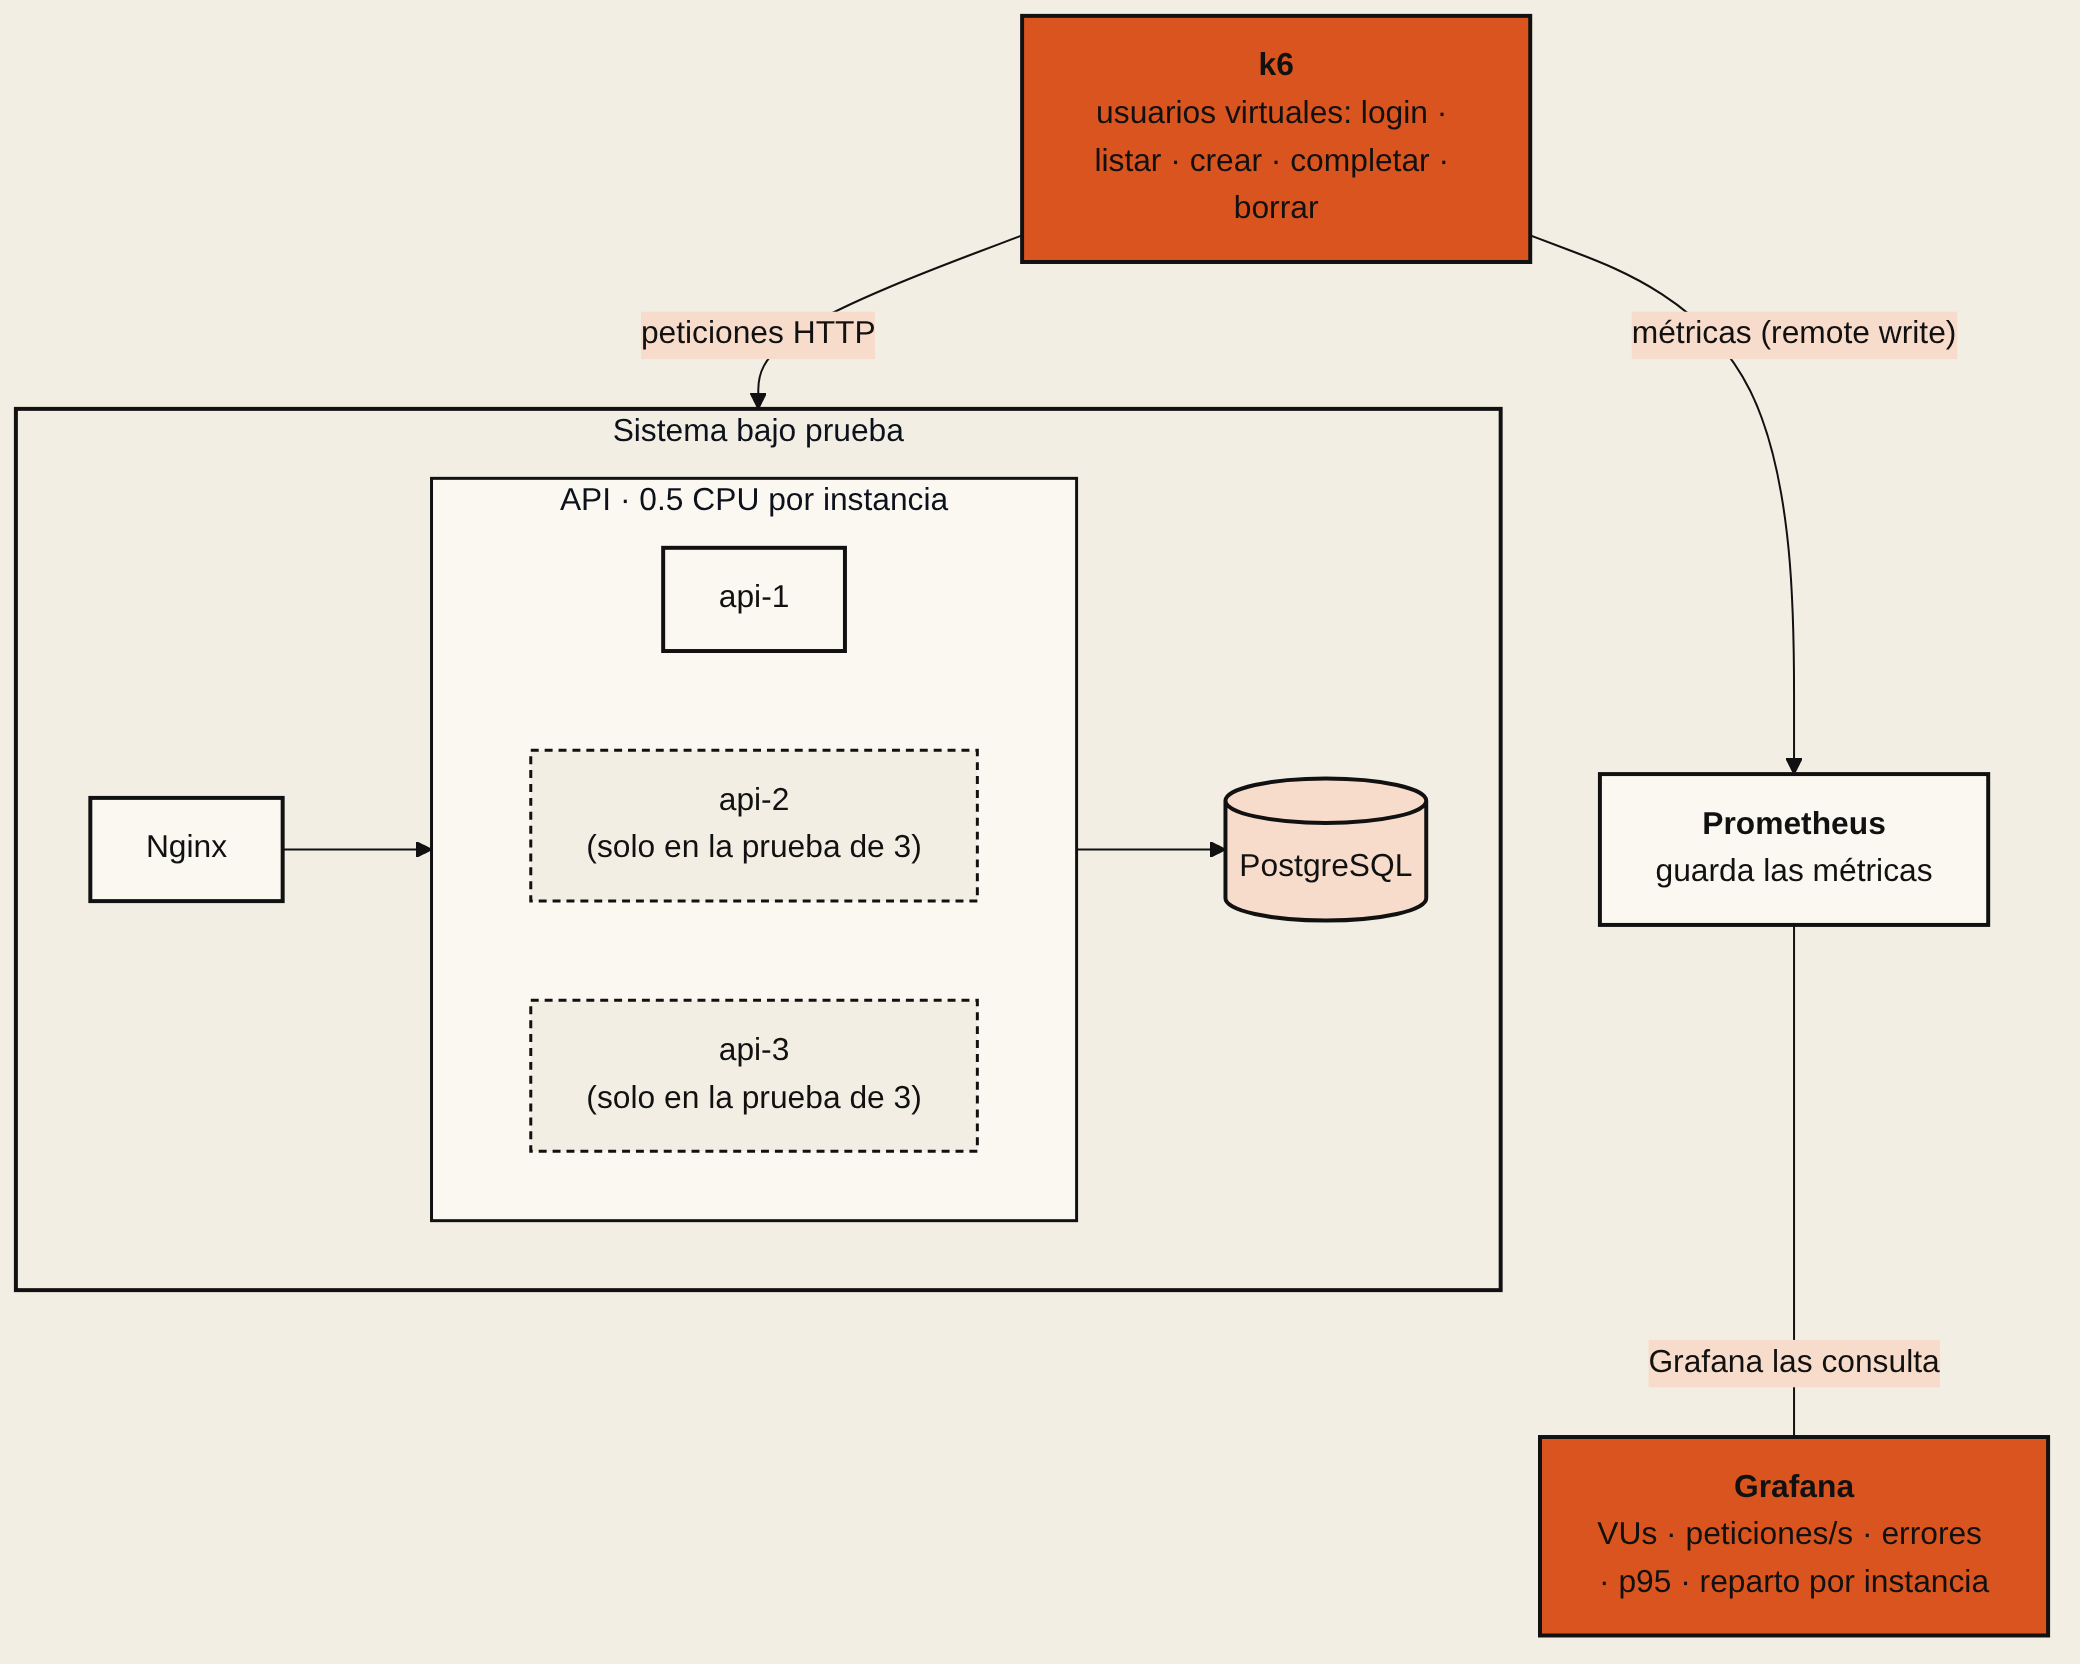 k6
usuarios virtuales: login ·
listar · crear · completar ·
borrar
peticiones HTTP
métricas (remote write)
Sistema bajo prueba
API · 0.5 CPU por instancia
api-1
api-2
(solo en la prueba de 3)
api-3
(solo en la prueba de 3)
Nginx
PostgreSQL
Prometheus
guarda las métricas
Grafana las consulta
Grafana
VUs · peticiones/s · errores
· p95 · reparto por instancia